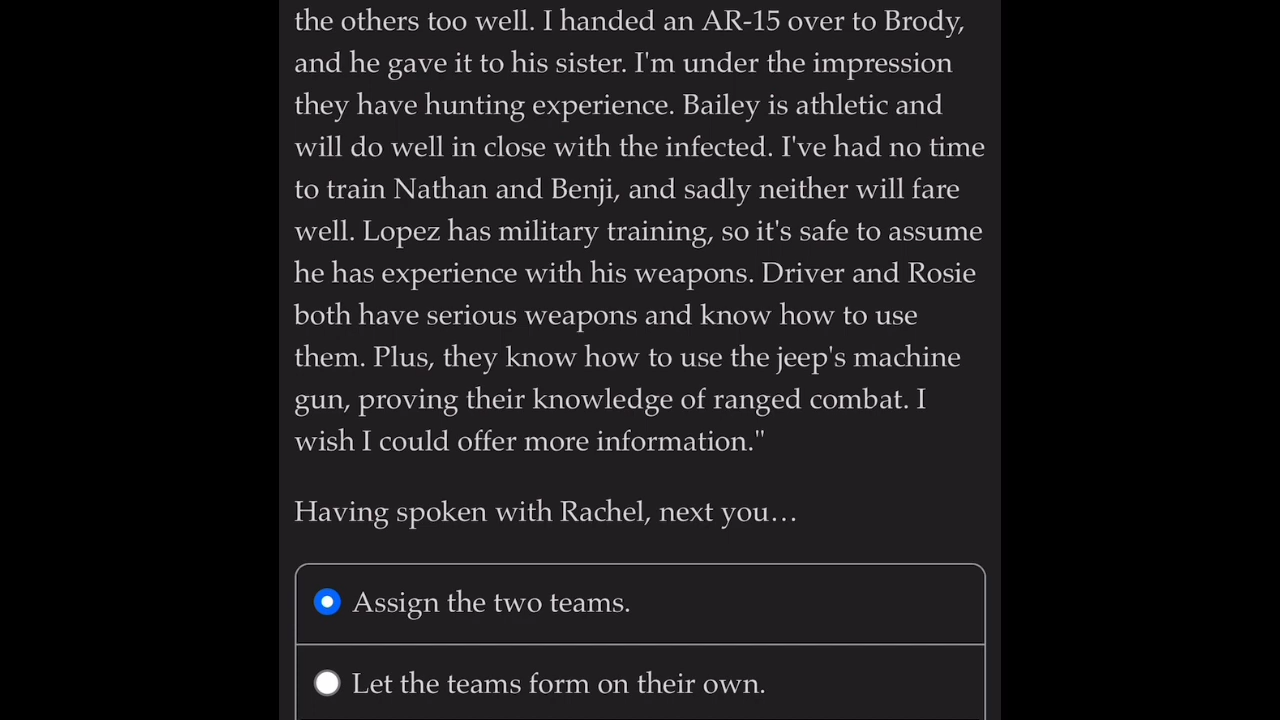 the others too well. I handed an AR-15 over to Brody,
and he gave it to his sister. I'm under the impression
they have hunting experience. Bailey is athletic and
will do well in close with the infected. I've had no time
to train Nathan and Benji, and sadly neither will fare
well. Lopez has military training, so it's safe to assume
he has experience with his weapons. Driver and Rosie
both have serious weapons and know how to use
them. Plus, they know how to use the jeep's machine
gun, proving their knowledge of ranged combat. I
wish I could offer more information."
Having spoken with Rachel, next you…
Assign the two teams.
Let the teams form on their own.